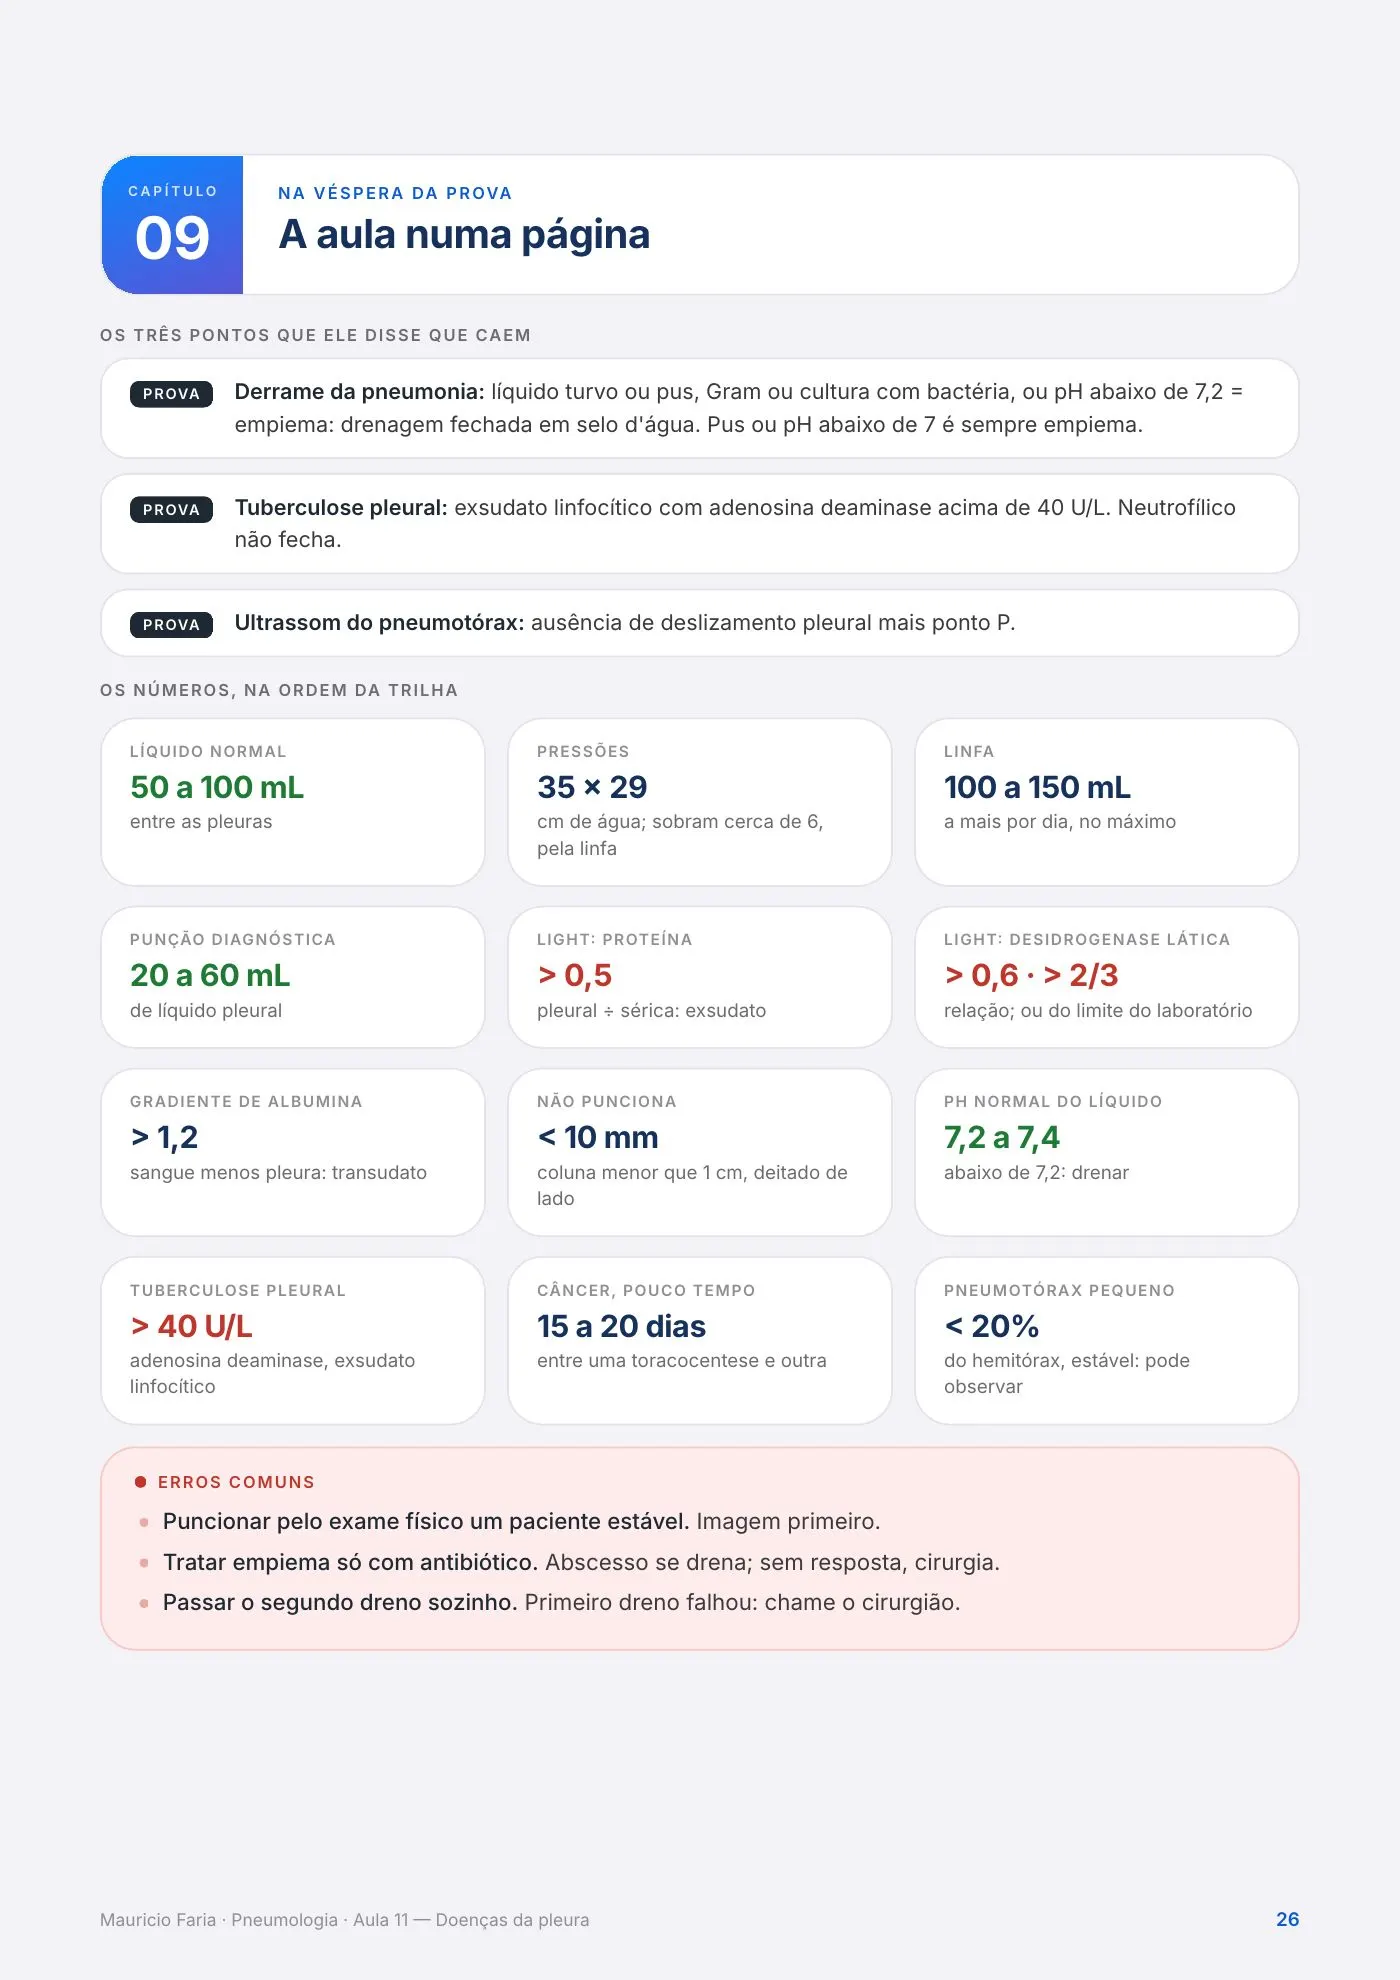 CAPÍTULO
09
NA VÉSPERA DA PROVA
A aula numa página
OS TRÊS PONTOS QUE ELE DISSE QUE CAEM
PROVA
Derrame da pneumonia: líquido turvo ou pus, Gram ou cultura com bactéria, ou pH abaixo de 7,2 =
empiema: drenagem fechada em selo d'água. Pus ou pH abaixo de 7 é sempre empiema.
PROVA
Tuberculose pleural: exsudato linfocítico com adenosina deaminase acima de 40 U/L. Neutrofílico
não fecha.
PROVA
Ultrassom do pneumotórax: ausência de deslizamento pleural mais ponto P.
OS NÚMEROS, NA ORDEM DA TRILHA
LÍQUIDO NORMAL
50 a 100 mL
entre as pleuras
PRESSÕES
35 × 29
cm de água; sobram cerca de 6,
pela linfa
LINFA
100 a 150 mL
a mais por dia, no máximo
PUNÇÃO DIAGNÓSTICA
20 a 60 mL
de líquido pleural
LIGHT: PROTEÍNA
> 0,5
pleural ÷ sérica: exsudato
LIGHT: DESIDROGENASE LÁTICA
> 0,6 · > 2/3
relação; ou do limite do laboratório
GRADIENTE DE ALBUMINA
> 1,2
sangue menos pleura: transudato
NÃO PUNCIONA
< 10 mm
coluna menor que 1 cm, deitado de
lado
PH NORMAL DO LÍQUIDO
7,2 a 7,4
abaixo de 7,2: drenar
TUBERCULOSE PLEURAL
> 40 U/L
adenosina deaminase, exsudato
linfocítico
CÂNCER, POUCO TEMPO
15 a 20 dias
entre uma toracocentese e outra
PNEUMOTÓRAX PEQUENO
< 20%
do hemitórax, estável: pode
observar
ERROS COMUNS
Puncionar pelo exame físico um paciente estável. Imagem primeiro.
Tratar empiema só com antibiótico. Abscesso se drena; sem resposta, cirurgia.
Passar o segundo dreno sozinho. Primeiro dreno falhou: chame o cirurgião.
Mauricio Faria · Pneumologia · Aula 11 — Doenças da pleura
26